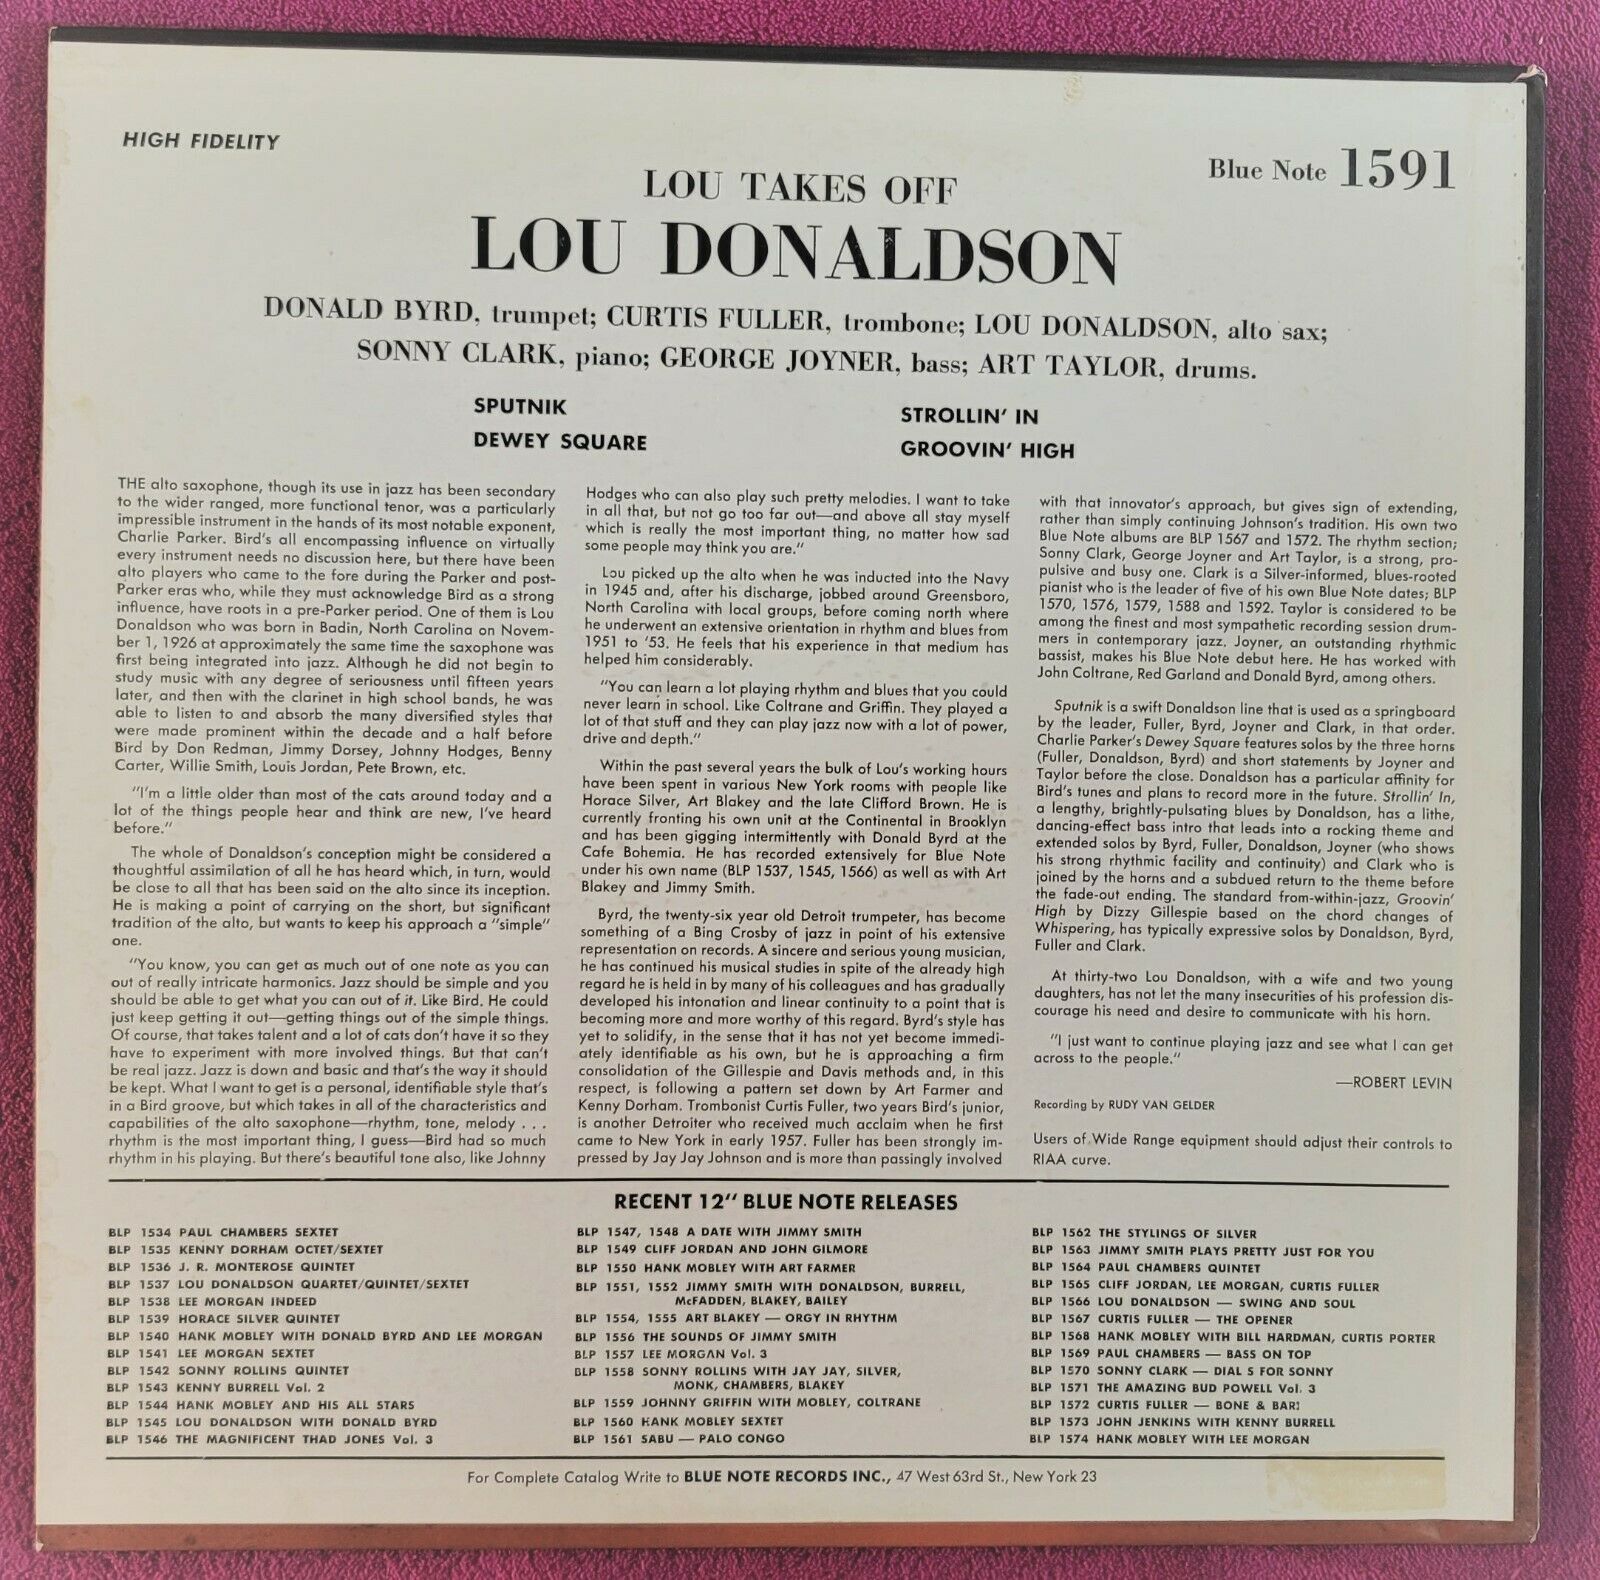 HIGH FIDELITY
Blue Note 1591
LOU TAKES OFF
LOU DONALDSON
DONALD BYRD, trumpet; CURTIS FULLER, trombone; LOU DONALDSON, alto sax;
SONNY CLARK, piano; GEORGE JOYNER, bass; ART TAYLOR, drums.
SPUTNIK
DEWEY SQUARE
STROLLIN' IN
GROOVIN' HIGH
THE alto saxophone, though its use in jazz has been secondary
to the wider ranged, more functional tenor, was a particularly
impressible instrument in the hands of its most notable exponent,
Charlie Parker. Bird's all encompassing influence on virtually
every instrument needs no discussion here, but there have been
alto players who came to the fore during the Parker and post-
Parker eras who, while they must acknowledge Bird as a strong
influence, have roots in a pre-Parker period. One of them is Lou
Donaldson who was born in Badin, North Carolina on Novem-
ber 1, 1926 at approximately the same time the saxophone was
first being integrated into jazz. Although he did not begin to
study music with any degree of seriousness until fifteen years
later, and then with the clarinet in high school bands, he was
able to listen to and absorb the many diversified styles that
were made prominent within the decade and a half before
Bird by Don Redman, Jimmy Dorsey, Johnny Hodges, Benny
Carter, Willie Smith, Louis Jordan, Pete Brown, etc.
"I'm a little older than most of the cats around today and a
lot of the things people hear and think are new, I've heard
before."
The whole of Donaldson's conception might be considered a
thoughtful assimilation of all he has heard which, in turn, would
be close to all that has been said on the alto since its inception.
He is making a point of carrying on the short, but significant
tradition of the alto, but wants to keep his approach a "simple"
one.
"You know, you can get as much out of one note as you can
out of really intricate harmonics. Jazz should be simple and you
should be able to get what you can out of it. Like Bird. He could
just keep getting it out—getting things out of the simple things.
Of course, that takes talent and a lot of cats don't have it so they
have to experiment with more involved things. But that can't
be real jazz. Jazz is down and basic and that's the way it should
be kept. What I want to get is a personal, identifiable style that's
in a Bird groove, but which takes in all of the characteristics and
capabilities of the alto saxophone—rhythm, tone, melody . . .
rhythm is the most important thing, I guess—Bird had so much
rhythm in his playing. But there's beautiful tone also, like Johnny
Hodges who can also play such pretty melodies. I want to take
in all that, but not go too far out—and above all stay myself
which is really the most important thing, no matter how sad
some people may think you are."
Lou picked up the alto when he was inducted into the Navy
in 1945 and, after his discharge, jobbed around Greensboro,
North Carolina with local groups, before coming north where
he underwent an extensive orientation in rhythm and blues from
1951 to '53. He feels that his experience in that medium has
helped him considerably.
"You can learn a lot playing rhythm and blues that you could
never learn in school. Like Coltrane and Griffin. They played a
lot of that stuff and they can play jazz now with a lot of power,
drive and depth."
Within the past several years the bulk of Lou's working hours
have been spent in various New York rooms with people like
Horace Silver, Art Blakey and the late Clifford Brown. He is
currently fronting his own unit at the Continental in Brooklyn
and has been gigging intermittently with Donald Byrd at the
Cafe Bohemia. He has recorded extensively for Blue Note
under his own name (BLP 1537, 1545, 1566) as well as with Art
Blakey and Jimmy Smith.
Byrd, the twenty-six year old Detroit trumpeter, has become
something of a Bing Crosby of jazz in point of his extensive
representation on records. A sincere and serious young musician,
he has continued his musical studies in spite of the already high
regard he is held in by many of his colleagues and has gradually
developed his intonation and linear continuity to a point that is
becoming more and more worthy of this regard. Byrd's style has
yet to solidify, in the sense that it has not yet become immedi-
ately identifiable as his own, but he is approaching a firm
consolidation of the Gillespie and Davis methods and, in this
respect, is following a pattern set down by Art Farmer and
Kenny Dorham. Trombonist Curtis Fuller, two years Bird's junior,
is another Detroiter who received much acclaim when he first
came to New York in early 1957. Fuller has been strongly im-
pressed by Jay Jay Johnson and is more than passingly involved
with that innovator's approach, but gives sign of extending,
rather than simply continuing Johnson's tradition. His own two
Blue Note albums are BLP 1567 and 1572. The rhythm section;
Sonny Clark, George Joyner and Art Taylor, is a strong, pro-
pulsive and busy one. Clark is a Silver-informed, blues-rooted
pianist who is the leader of five of his own Blue Note dates; BLP
1570, 1576, 1579, 1588 and 1592. Taylor is considered to be
among the finest and most sympathetic recording session drum-
mers in contemporary jazz. Joyner, an outstanding rhythmic
bassist, makes his Blue Note debut here. He has worked with
John Coltrane, Red Garland and Donald Byrd, among others.
Sputnik is a swift Donaldson line that is used as a springboard
by the leader, Fuller, Byrd, Joyner and Clark, in that order.
Charlie Parker's Dewey Square features solos by the three horns
(Fuller, Donaldson, Byrd) and short statements by Joyner and
Taylor before the close. Donaldson has a particular affinity for
Bird's tunes and plans to record more in the future. Strollin' In,
a lengthy, brightly-pulsating blues by Donaldson, has a lithe,
dancing-effect bass intro that leads into a rocking theme and
extended solos by Byrd, Fuller, Donaldson, Joyner (who shows
his strong rhythmic facility and continuity) and Clark who is
joined by the horns and a subdued return to the theme before
the fade-out ending. The standard from-within-jazz, Groovin'
High by Dizzy Gillespie based on the chord changes of
Whispering, has typically expressive solos by Donaldson, Byrd,
Fuller and Clark.
At thirty-two Lou Donaldson, with a wife and two young
daughters, has not let the many insecurities of his profession dis-
courage his need and desire to communicate with his horn.
"I just want to continue playing jazz and see what I can get
across to the people."
—ROBERT LEVIN
Recording by RUDY VAN GELDER
Users of Wide Range equipment should adjust their controls to
RIAA curve.
RECENT 12" BLUE NOTE RELEASES
BLP 1534 PAUL CHAMBERS SEXTET
BLP 1535 KENNY DORHAM OCTET/SEXTET
BLP 1536 J. R. MONTEROSE QUINTET
BLP 1537 LOU DONALDSON QUARTET/QUINTET/SEXTET
BLP 1538 LEE MORGAN INDEED
BLP 1539 HORACE SILVER QUINTET
BLP 1540 HANK MOBLEY WITH DONALD BYRD AND LEE MORGAN
BLP 1541 LEE MORGAN SEXTET
BLP 1542 SONNY ROLLINS QUINTET
BLP 1543 KENNY BURRELL Vol. 2
BLP 1544 HANK MOBLEY AND HIS ALL STARS
BLP 1545 LOU DONALDSON WITH DONALD BYRD
BLP 1546 THE MAGNIFICENT THAD JONES Vol. 3
BLP 1547, 1548 A DATE WITH JIMMY SMITH
BLP 1549 CLIFF JORDAN AND JOHN GILMORE
BLP 1550 HANK MOBLEY WITH ART FARMER
BLP 1551, 1552 JIMMY SMITH WITH DONALDSON, BURRELL,
McFADDEN, BLAKEY, BAILEY
BLP 1554, 1555 ART BLAKEY — ORGY IN RHYTHM
BLP 1556 THE SOUNDS OF JIMMY SMITH
BLP 1557 LEE MORGAN Vol. 3
BLP 1558 SONNY ROLLINS WITH JAY JAY, SILVER,
MONK, CHAMBERS, BLAKEY
BLP 1559 JOHNNY GRIFFIN WITH MOBLEY, COLTRANE
BLP 1560 HANK MOBLEY SEXTET
BLP 1561 SABU — PALO CONGO
BLP 1562 THE STYLINGS OF SILVER
BLP 1563 JIMMY SMITH PLAYS PRETTY JUST FOR YOU
BLP 1564 PAUL CHAMBERS QUINTET
BLP 1565 CLIFF JORDAN, LEE MORGAN, CURTIS FULLER
BLP 1566 LOU DONALDSON — SWING AND SOUL
BLP 1567 CURTIS FULLER — THE OPENER
BLP 1568 HANK MOBLEY WITH BILL HARDMAN, CURTIS PORTER
BLP 1569 PAUL CHAMBERS — BASS ON TOP
BLP 1570 SONNY CLARK — DIAL S FOR SONNY
BLP 1571 THE AMAZING BUD POWELL Vol. 3
BLP 1572 CURTIS FULLER — BONE & BARI
BLP 1573 JOHN JENKINS WITH KENNY BURRELL
BLP 1574 HANK MOBLEY WITH LEE MORGAN
For Complete Catalog Write to BLUE NOTE RECORDS INC., 47 West 63rd St., New York 23